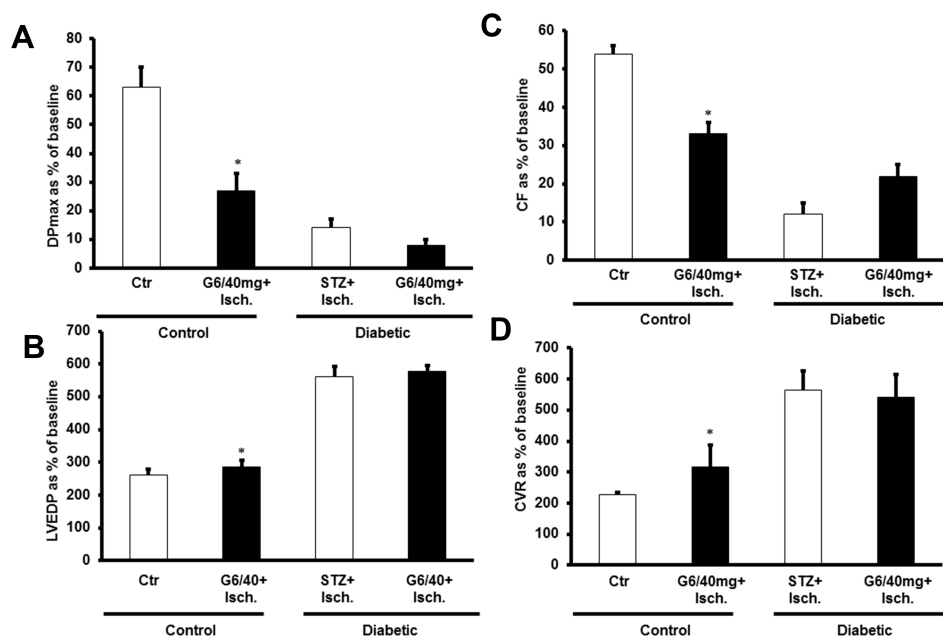 A
DPmax as % of baseline
80
70
60
50
40
30
20
10
0
*
Ctr
G6/40mg+
Isch.
STZ+
Isch.
G6/40mg+
Isch.
Control
Diabetic
B
LVEDP as % of baseline
700
600
500
400
300
200
100
0
*
Ctr
G6/40+
Isch.
STZ+
Isch.
G6/40+
Isch.
Control
Diabetic
C
CF as % of baseline
60
50
40
30
20
10
0
*
Ctr
G6/40mg+
Isch.
STZ+
Isch.
G6/40mg+
Isch.
Control
Diabetic
D
CVR as % of baseline
700
600
500
400
300
200
100
0
*
Ctr
G6/40mg+
Isch.
STZ+
Isch.
G6/40mg+
Isch.
Control
Diabetic